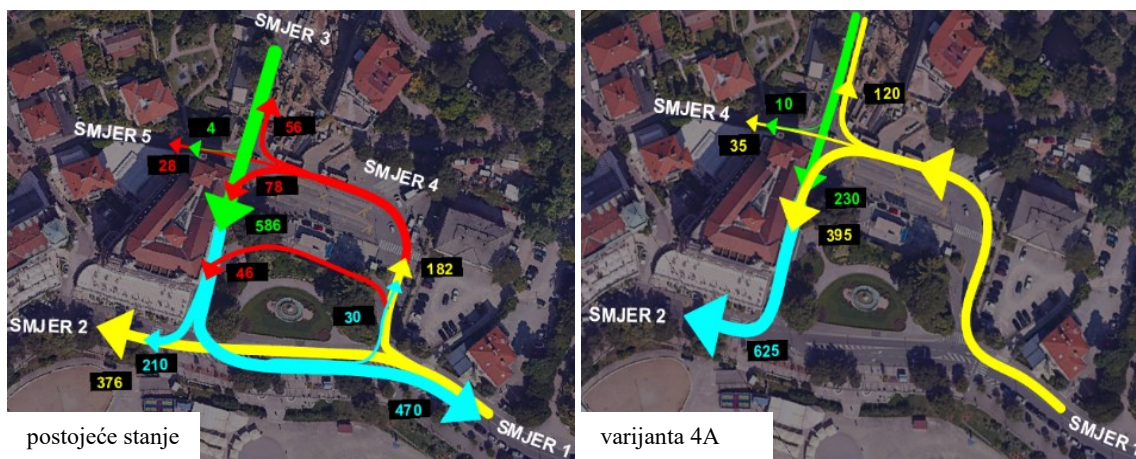 SMJER 3
4
56
SMJER 5
28
78
SMJER 4
586
46
182
30
SMJER 2
210
376
470
SMJER 1
postojeće stanje
120
10
SMJER 4
35
230
395
SMJER 2
625
SMJER 1
varijanta 4A